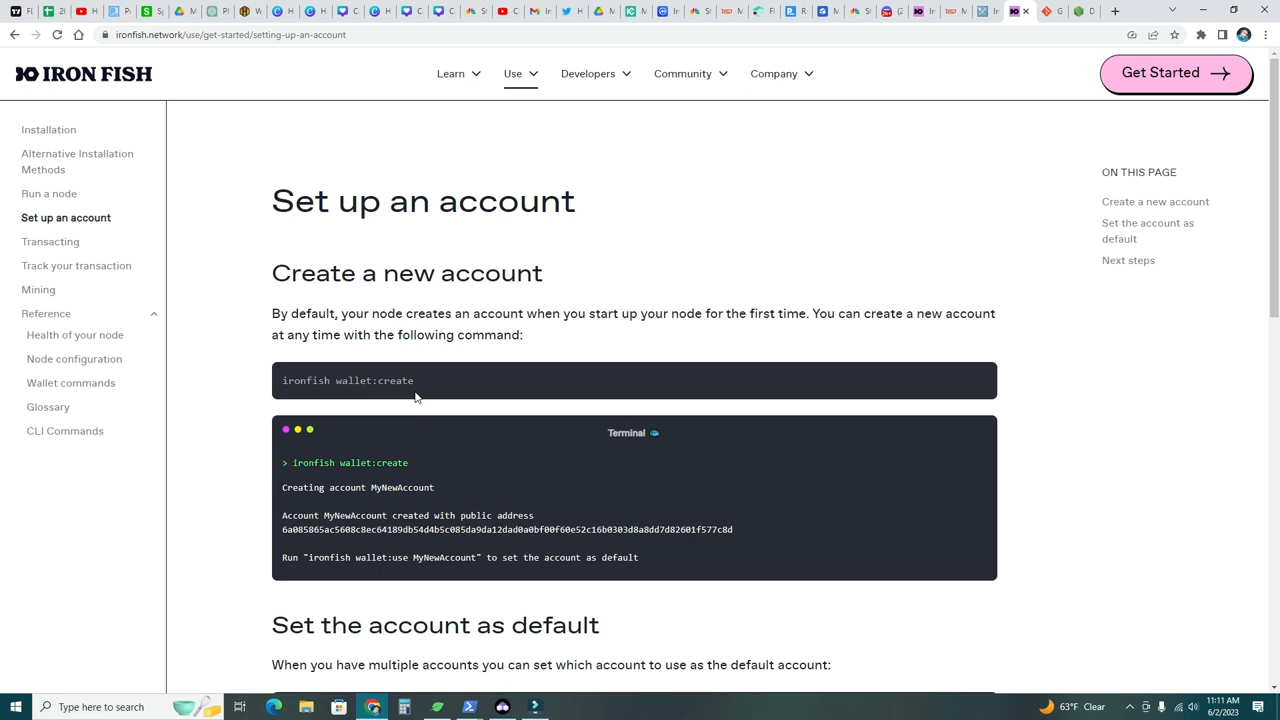 ironfish.network/use/get-started/setting-up-an-account
IRON FISH
Learn
Use
Developers
Community
Company
Get Started
Installation
Alternative Installation
Methods
Run a node
Set up an account
Transacting
Track your transaction
Mining
Reference
Health of your node
Node configuration
Wallet commands
Glossary
CLI Commands
Set up an account
Create a new account
By default, your node creates an account when you start up your node for the first time. You can create a new account
at any time with the following command:
ironfish wallet:create
Terminal
> ironfish wallet:create
Creating account MyNewAccount
Account MyNewAccount created with public address
6a085865ac5608c8ec64189db54d4b5c085da9da12dad0a0bf00f60e52c16b0303d8a8dd7d82601f577c8d
Run "ironfish wallet:use MyNewAccount" to set the account as default
Set the account as default
When you have multiple accounts you can set which account to use as the default account:
ON THIS PAGE
Create a new account
Set the account as
default
Next steps
Type here to search
63°F Clear
11:11 AM
6/2/2023